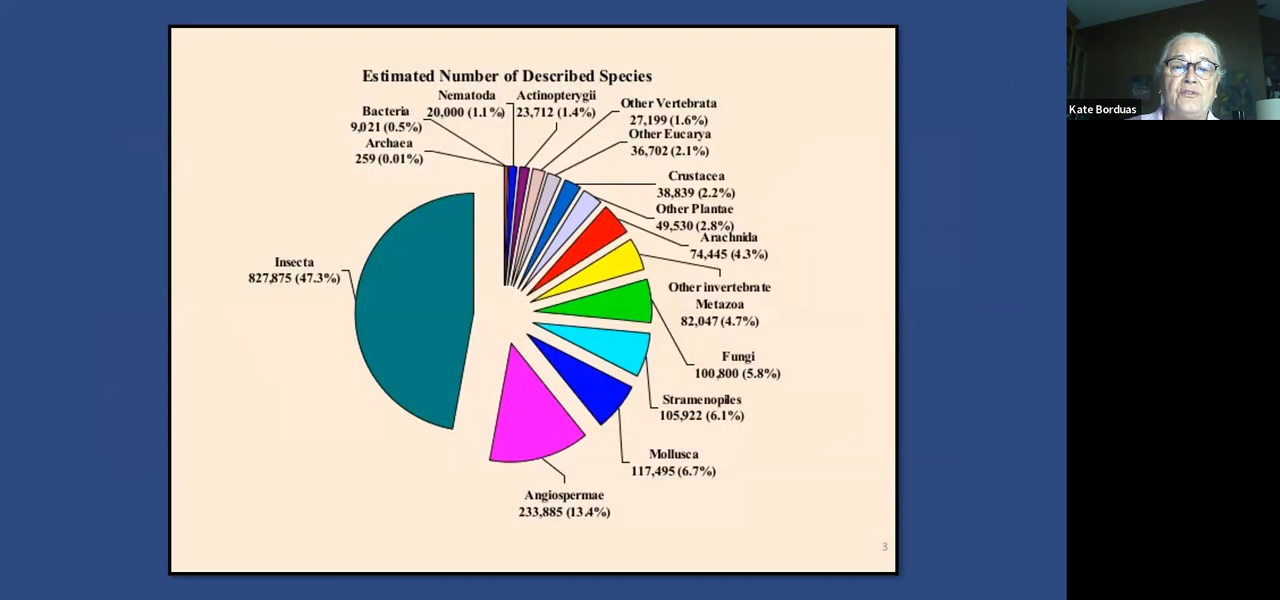 Estimated Number of Described Species
Nematoda
20,000 (1.1%)
Actinopterygii
23,712 (1.4%)
Other Vertebrata
27,199 (1.6%)
Bacteria
9,021 (0.5%)
Other Eucarya
36,702 (2.1%)
Archaea
259 (0.01%)
Crustacea
38,839 (2.2%)
Other Plantae
49,530 (2.8%)
Arachnida
74,445 (4.3%)
Insecta
827,875 (47.3%)
Other invertebrate
Metazoa
82,047 (4.7%)
Fungi
100,800 (5.8%)
Stramenopiles
105,922 (6.1%)
Mollusca
117,495 (6.7%)
Angiospermae
233,885 (13.4%)
3
Kate Borduas